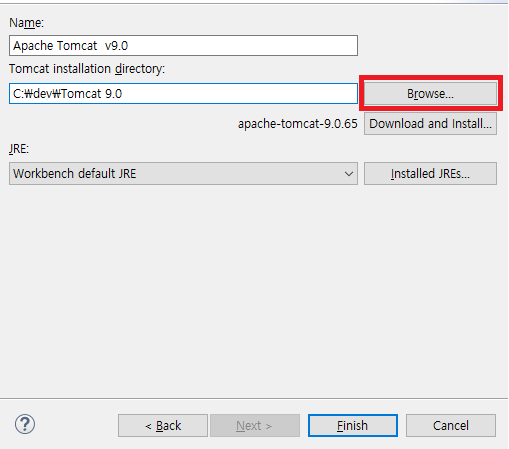 Name:
Apache Tomcat v9.0
Tomcat installation directory:
C:₩dev₩Tomcat 9.0
Browse...
apache-tomcat-9.0.65
Download and Install...
JRE:
Workbench default JRE
Installed JREs...
?
< Back
Next >
Finish
Cancel